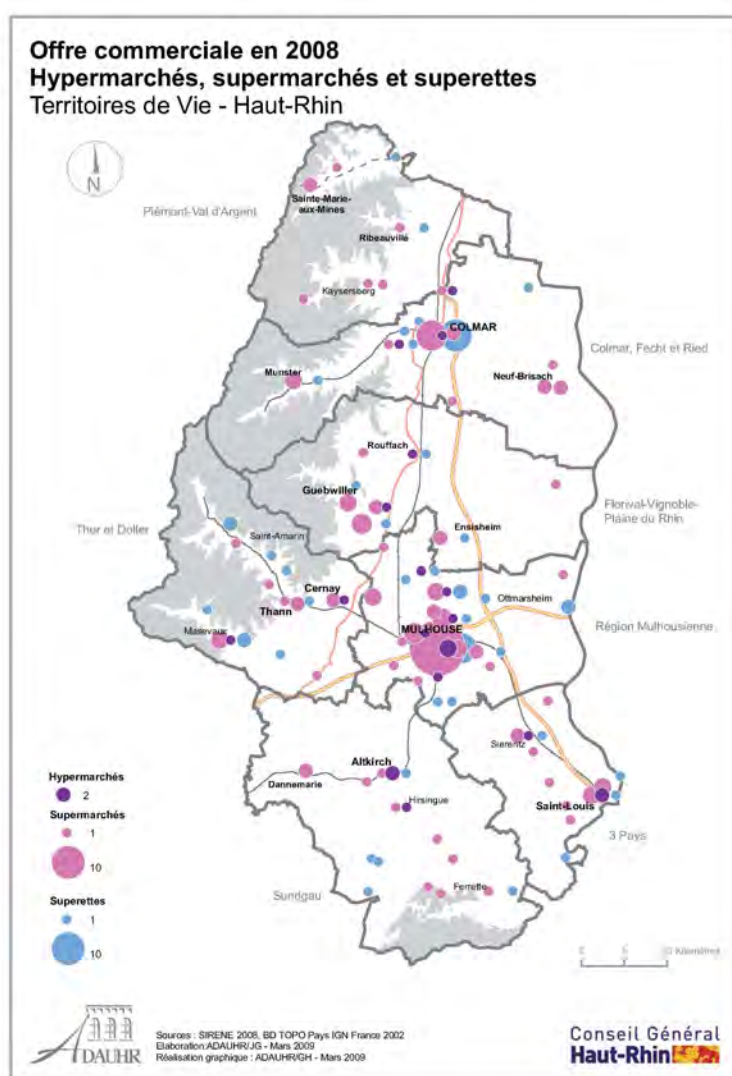 Offre commerciale en 2008
Hypermarchés, supermarchés et superettes
Territoires de Vie - Haut-Rhin
N
Piémont-Val d'Argent
Sainte-Marie-
aux-Mines
Ribeauvillé
Kaysersberg
COLMAR
Colmar, Fecht et Ried
Munster
Neuf-Brisach
Rouffach
Guebwiller
Florival-Vignoble-
Plaine du Rhin
Thur et Doller
Ensisheim
Saint-Amarin
Cernay
Ottmarsheim
Thann
MULHOUSE
Région Mulhousienne
Masevaux
Sierentz
Altkirch
Dannemarie
Hirsingue
Saint-Louis
3 Pays
Sundgau
Ferrette
Hypermarchés
2
Supermarchés
1
10
Superettes
1
10
0 5 10 Kilomètres
ADAUHR
Sources : SIRENE 2008, BD TOPO Pays IGN France 2002
Elaboration:ADAUHR/JG - Mars 2009
Réalisation graphique : ADAUHR/GH - Mars 2009
Conseil Général
Haut-Rhin